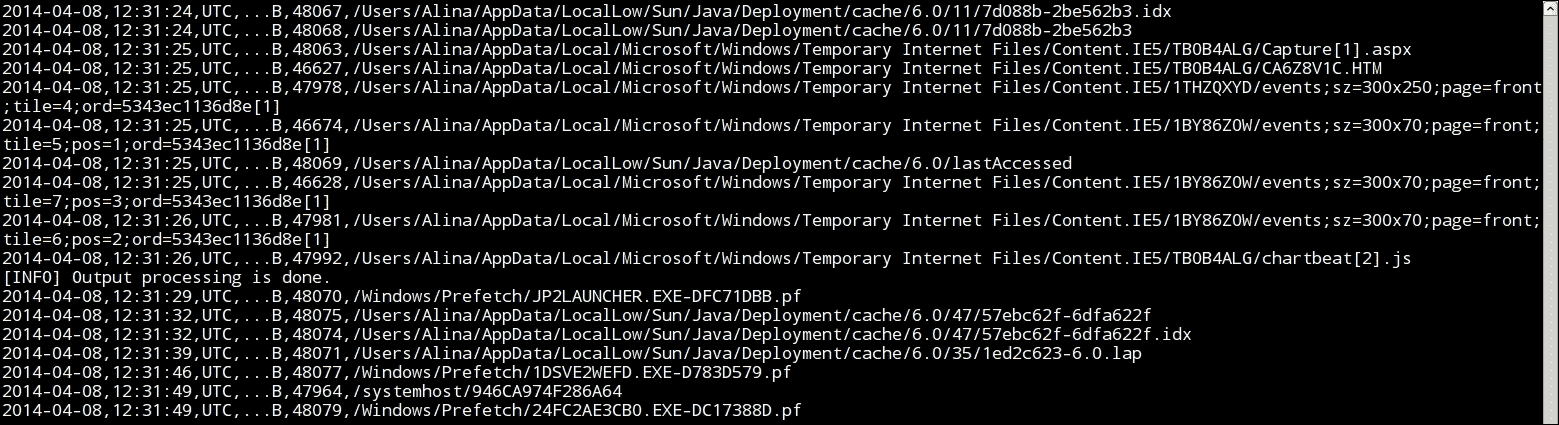 2014-04-08,12:31:24,UTC,...B,48067,/Users/Alina/AppData/LocalLow/Sun/Java/Deployment/cache/6.0/11/7d088b-2be562b3.idx
2014-04-08,12:31:24,UTC,...B,48068,/Users/Alina/AppData/LocalLow/Sun/Java/Deployment/cache/6.0/11/7d088b-2be562b3
2014-04-08,12:31:25,UTC,...B,48063,/Users/Alina/AppData/Local/Microsoft/Windows/Temporary Internet Files/Content.IE5/TB0B4ALG/Capture[1].aspx
2014-04-08,12:31:25,UTC,...B,46627,/Users/Alina/AppData/Local/Microsoft/Windows/Temporary Internet Files/Content.IE5/TB0B4ALG/CA6Z8V1C.HTM
2014-04-08,12:31:25,UTC,...B,47978,/Users/Alina/AppData/Local/Microsoft/Windows/Temporary Internet Files/Content.IE5/1THZQXYD/events;sz=300x250;page=front
;tile=4;ord=5343ec1136d8e[1]
2014-04-08,12:31:25,UTC,...B,46674,/Users/Alina/AppData/Local/Microsoft/Windows/Temporary Internet Files/Content.IE5/1BY86Z0W/events;sz=300x70;page=front;
tile=5;pos=1;ord=5343ec1136d8e[1]
2014-04-08,12:31:25,UTC,...B,48069,/Users/Alina/AppData/LocalLow/Sun/Java/Deployment/cache/6.0/lastAccessed
2014-04-08,12:31:25,UTC,...B,46628,/Users/Alina/AppData/Local/Microsoft/Windows/Temporary Internet Files/Content.IE5/1BY86Z0W/events;sz=300x70;page=front;
tile=7;pos=3;ord=5343ec1136d8e[1]
2014-04-08,12:31:26,UTC,...B,47981,/Users/Alina/AppData/Local/Microsoft/Windows/Temporary Internet Files/Content.IE5/1BY86Z0W/events;sz=300x70;page=front;
tile=6;pos=2;ord=5343ec1136d8e[1]
2014-04-08,12:31:26,UTC,...B,47992,/Users/Alina/AppData/Local/Microsoft/Windows/Temporary Internet Files/Content.IE5/TB0B4ALG/chartbeat[2].js
[INFO] Output processing is done.
2014-04-08,12:31:29,UTC,...B,48070,/Windows/Prefetch/JP2LAUNCHER.EXE-DFC71DBB.pf
2014-04-08,12:31:32,UTC,...B,48075,/Users/Alina/AppData/LocalLow/Sun/Java/Deployment/cache/6.0/47/57ebc62f-6dfa622f
2014-04-08,12:31:32,UTC,...B,48074,/Users/Alina/AppData/LocalLow/Sun/Java/Deployment/cache/6.0/47/57ebc62f-6dfa622f.idx
2014-04-08,12:31:39,UTC,...B,48071,/Users/Alina/AppData/LocalLow/Sun/Java/Deployment/cache/6.0/35/1ed2c623-6.0.lap
2014-04-08,12:31:46,UTC,...B,48077,/Windows/Prefetch/1DSVE2WEFD.EXE-D783D579.pf
2014-04-08,12:31:49,UTC,...B,47964,/systemhost/946CA974F286A64
2014-04-08,12:31:49,UTC,...B,48079,/Windows/Prefetch/24FC2AE3CB0.EXE-DC17388D.pf